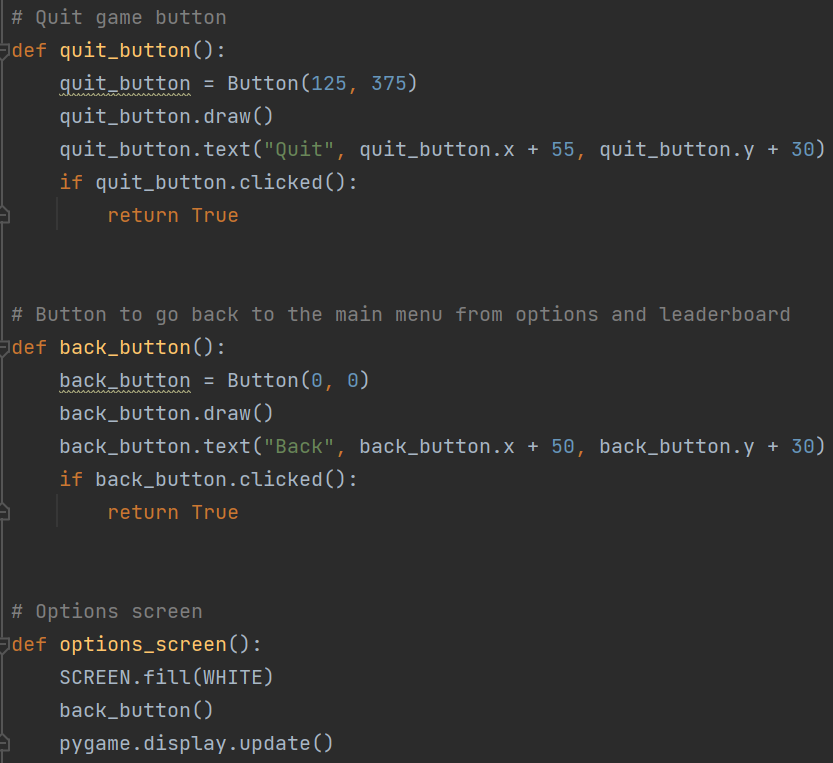 # Quit game button
def quit_button():
    quit_button = Button(125, 375)
    quit_button.draw()
    quit_button.text("Quit", quit_button.x + 55, quit_button.y + 30)
    if quit_button.clicked():
        return True
# Button to go back to the main menu from options and leaderboard
def back_button():
    back_button = Button(0, 0)
    back_button.draw()
    back_button.text("Back", back_button.x + 50, back_button.y + 30)
    if back_button.clicked():
        return True
# Options screen
def options_screen():
    SCREEN.fill(WHITE)
    back_button()
    pygame.display.update()